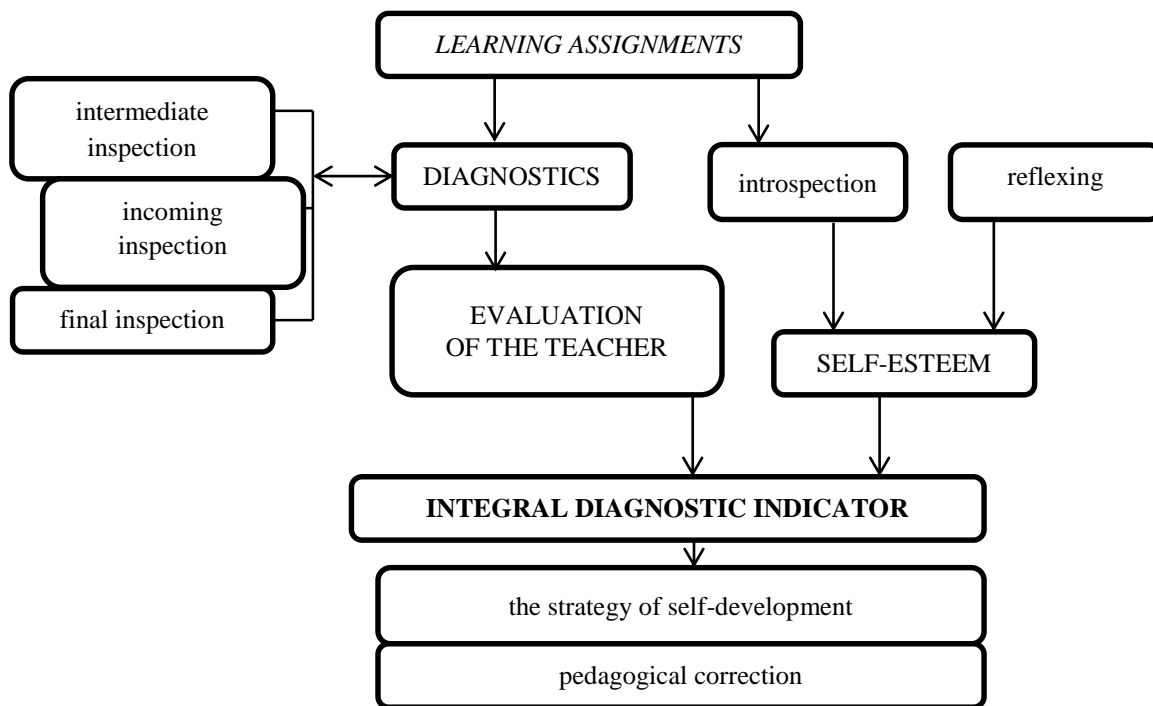 LEARNING ASSIGNMENTS
intermediate
inspection
incoming
inspection
final inspection
DIAGNOSTICS
introspection
reflexing
EVALUATION
OF THE TEACHER
SELF-ESTEEM
INTEGRAL DIAGNOSTIC INDICATOR
the strategy of self-development
pedagogical correction